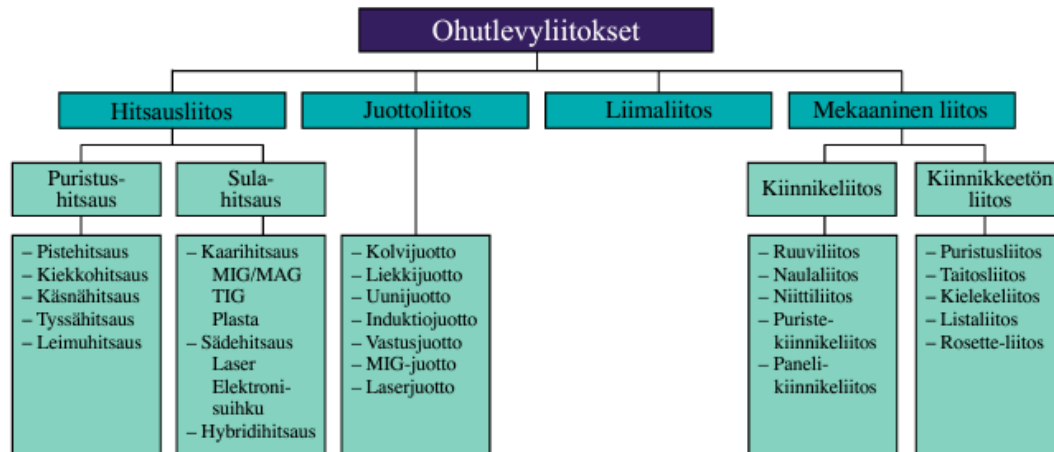 Ohutlevyliitokset
Hitsausliitos
Juottoliitos
Liimaliitos
Mekaaninen liitos
Puristus-
hitsaus
Sula-
hitsaus
Kiinnikeliitos
Kiinnikkeetön
liitos
– Pistehitsaus
– Kiekkohitsaus
– Käsnähitsaus
– Tyssähitsaus
– Leimuhitsaus
– Kaarihitsaus
MIG/MAG
TIG
Plasta
– Sädehitsaus
Laser
Elektroni-
suihku
– Hybridihitsaus
– Kolvijuotto
– Liekkijuotto
– Uunijuotto
– Induktiojuotto
– Vastusjuotto
– MIG-juotto
– Laserjuotto
– Ruuviliitos
– Naulaliitos
– Niittiliitos
– Puriste-
kiinnikeliitos
– Paneli-
kiinnikeliitos
– Puristusliitos
– Taitosliitos
– Kielekeliitos
– Listaliitos
– Rosette-liitos